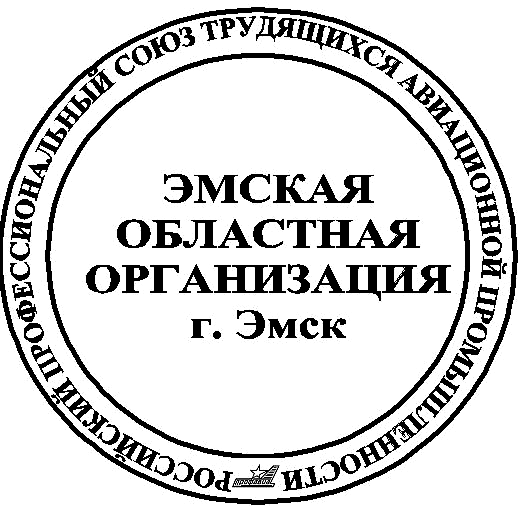 РОССИЙСКИЙ ПРОФЕССИОНАЛЬНЫЙ СОЮЗ ТРУДЯЩИХСЯ АВИАЦИОННОЙ ПРОМЫШЛЕННОСТИ
ЭМСКАЯ
ОБЛАСТНАЯ
ОРГАНИЗАЦИЯ
г. Эмск